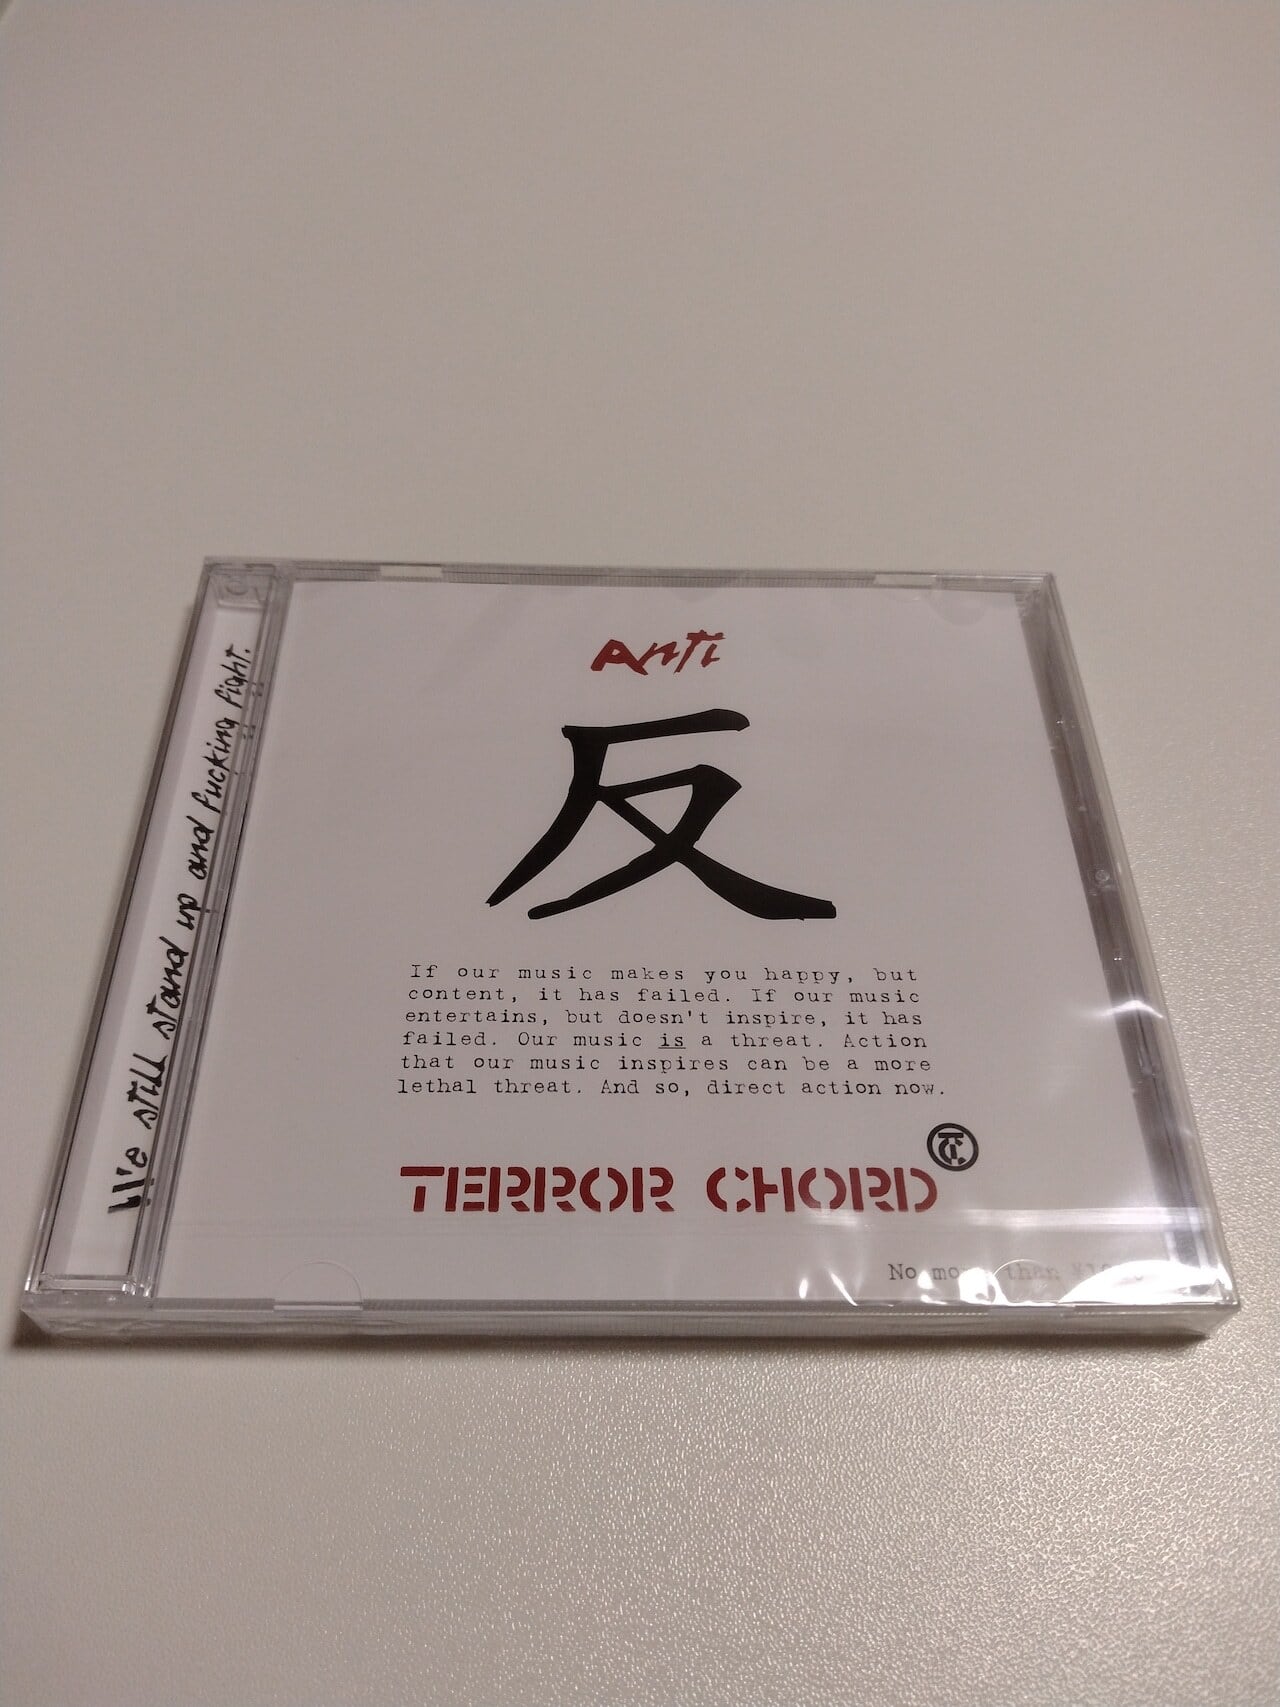 We still stand up and fucking fight.
Anti
反
If our music makes you happy, but
content, it has failed. If our music
entertains, but doesn't inspire, it has
failed. Our music is a threat. Action
that our music inspires can be a more
lethal threat. And so, direct action now.
TC
TERROR CHORD
No more than